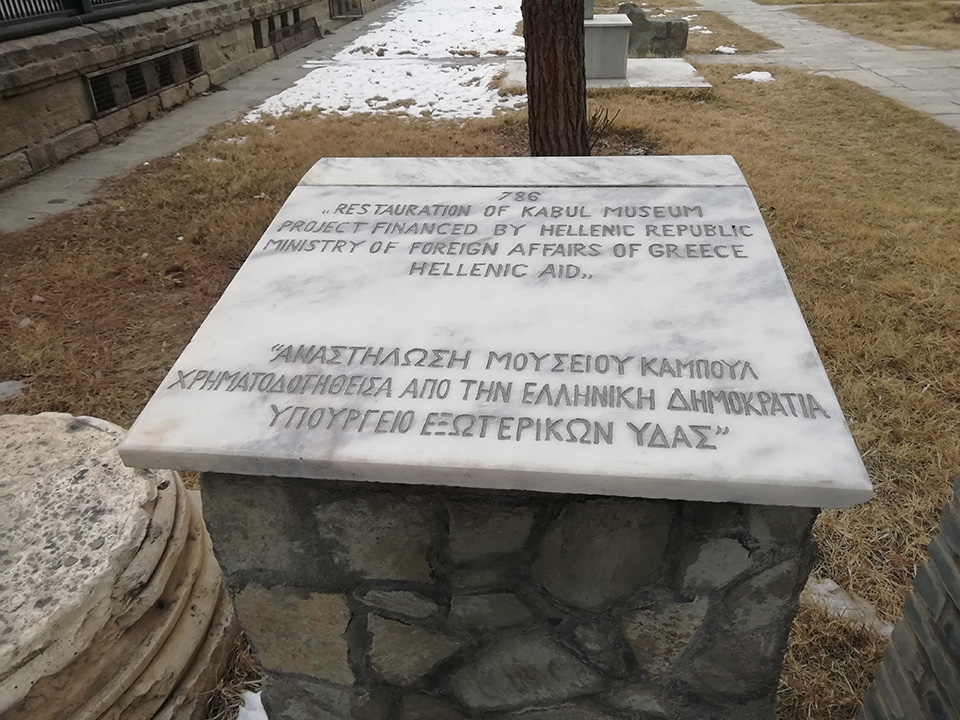 786
„RESTAURATION OF KABUL MUSEUM
PROJECT FINANCED BY HELLENIC REPUBLIC
MINISTRY OF FOREIGN AFFAIRS OF GREECE
HELLENIC AID„
"ΑΝΑΣΤΗΛΩΣΗ ΜΟΥΣΕΙΟΥ ΚΑΜΠΟΥΛ
ΧΡΗΜΑΤΟΔΟΓΗΘΕΙΣΑ ΑΠΟ ΤΗΝ ΕΛΛΗΝΙΚΗ ΔΗΜΟΚΡΑΤΙΑ
ΥΠΟΥΡΓΕΙΟ ΕΞΩΤΕΡΙΚΩΝ ΥΔΑΣ"